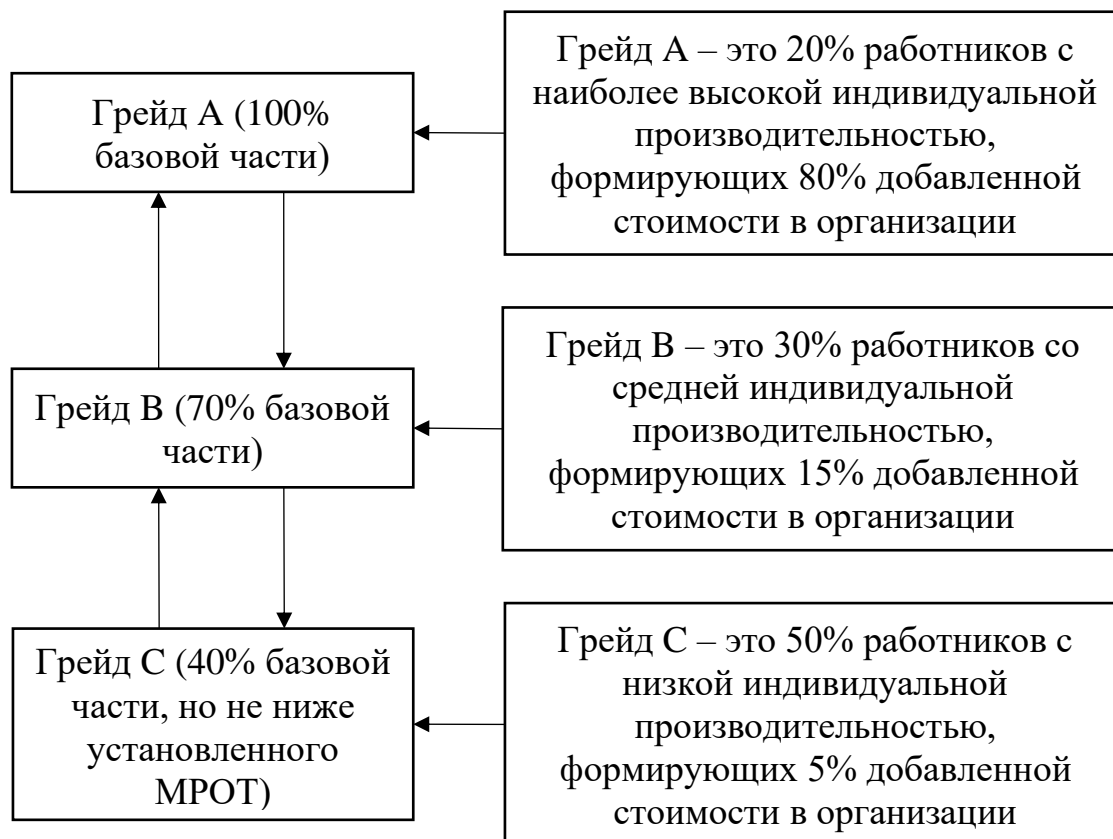 Грейд А (100%
базовой части)
Грейд А – это 20% работников с
наиболее высокой индивидуальной
производительностью,
формирующих 80% добавленной
стоимости в организации
Грейд В (70% базовой
части)
Грейд В – это 30% работников со
средней индивидуальной
производительностью,
формирующих 15% добавленной
стоимости в организации
Грейд С (40% базовой
части, но не ниже
установленного
МРОТ)
Грейд С – это 50% работников с
низкой индивидуальной
производительностью,
формирующих 5% добавленной
стоимости в организации